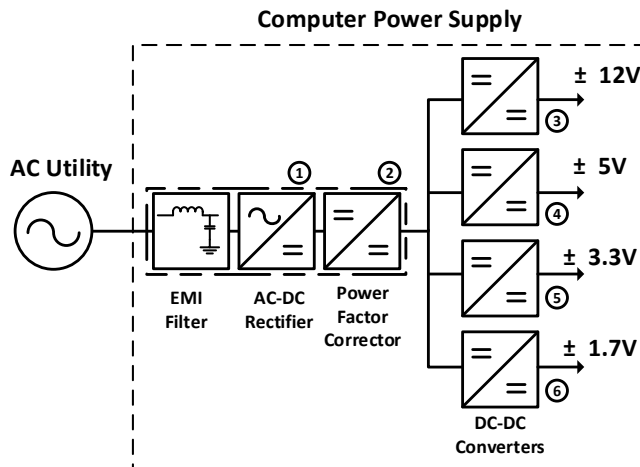 Computer Power Supply
± 12V
3
AC Utility
1
2
± 5V
4
± 3.3V
5
EMI
Filter
AC-DC
Rectifier
Power
Factor
Corrector
± 1.7V
6
DC-DC
Converters